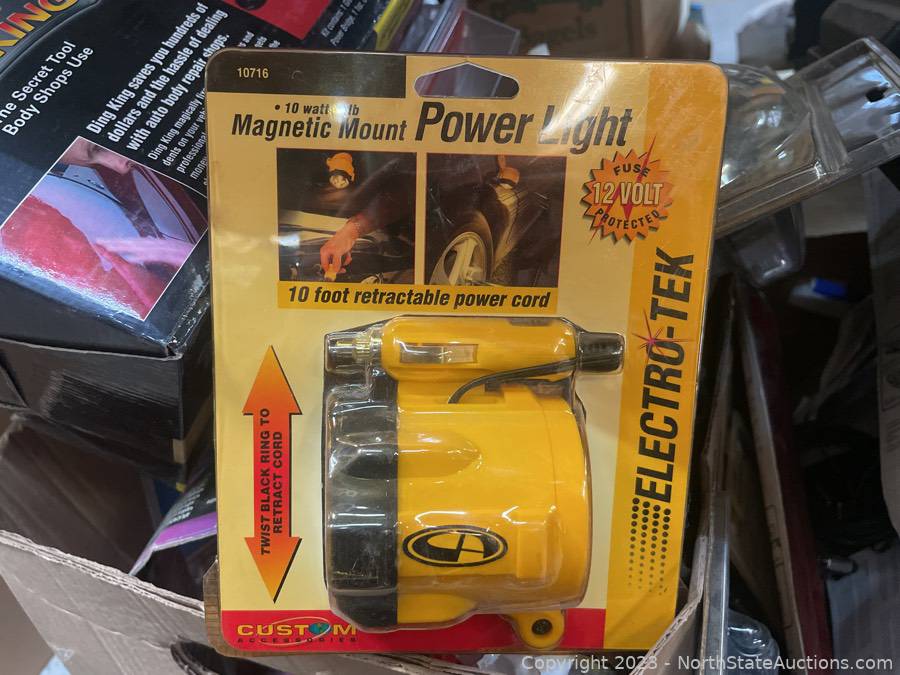 KING
The Secret Tool
Body Shops Use
Ding King saves you hundreds of
dollars and the hassle of dealing
with auto body repair shops.
10716
• 10 watt
Magnetic Mount Power Light
FUSE
12 VOLT
PROTECTED
10 foot retractable power cord
ELECTRO-TEK
TWIST BLACK RING TO
RETRACT CORD
CUSTOM
ACCESSORIES
Copyright © 2023 - NorthStateAuctions.com